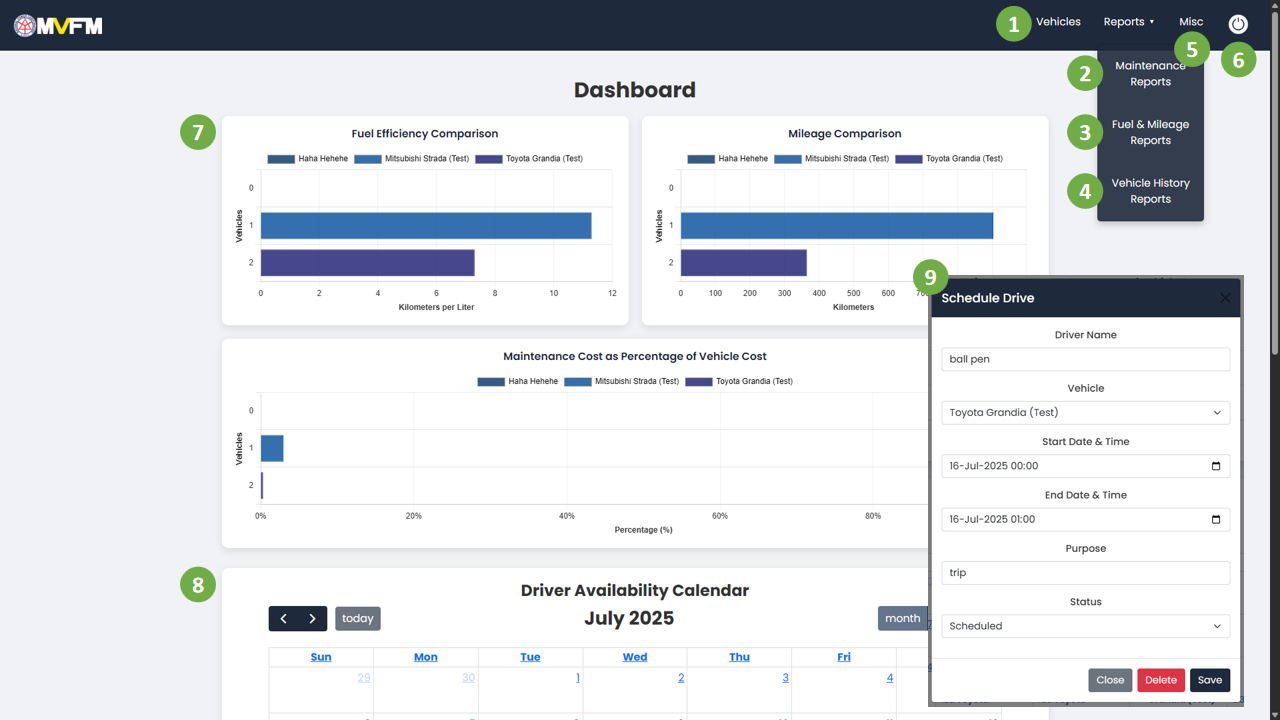 MVFM
1
Vehicles
Reports
Misc
5
6
2
Maintenance
Reports
3
Fuel & Mileage
Reports
4
Vehicle History
Reports
Dashboard
7
Fuel Efficiency Comparison
Haha Hehehe
Mitsubishi Strada (Test)
Toyota Grandia (Test)
Vehicles
0
1
2
0 2 4 6 8 10 12
Kilometers per Liter
Mileage Comparison
Haha Hehehe
Mitsubishi Strada (Test)
Toyota Grandia (Test)
Vehicles
0
1
2
0 100 200 300 400 500 600
Kilometers
Maintenance Cost as Percentage of Vehicle Cost
Haha Hehehe
Mitsubishi Strada (Test)
Toyota Grandia (Test)
Vehicles
0
1
2
0% 20% 40% 60% 80%
Percentage (%)
8
Driver Availability Calendar
today
July 2025
month
Sun Mon Tue Wed Thu Fri
29 30 1 2 3 4
9
Schedule Drive
Driver Name
ball pen
Vehicle
Toyota Grandia (Test)
Start Date & Time
16-Jul-2025 00:00
End Date & Time
16-Jul-2025 01:00
Purpose
trip
Status
Scheduled
Close
Delete
Save